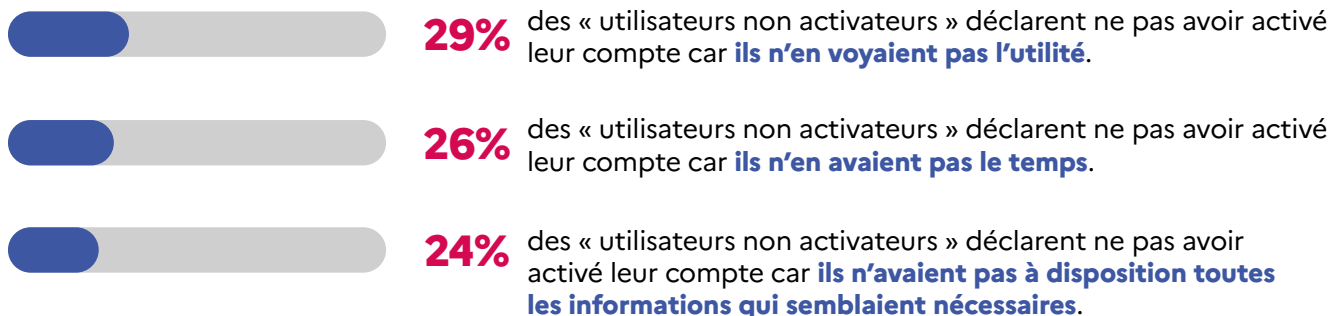 29% des « utilisateurs non activateurs » déclarent ne pas avoir activé
leur compte car ils n’en voyaient pas l’utilité.
26% des « utilisateurs non activateurs » déclarent ne pas avoir activé
leur compte car ils n’en avaient pas le temps.
24% des « utilisateurs non activateurs » déclarent ne pas avoir
activé leur compte car ils n’avaient pas à disposition toutes
les informations qui semblaient nécessaires.